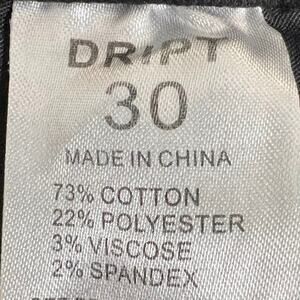 DRIPT
30
MADE IN CHINA
73% COTTON
22% POLYESTER
3% VISCOSE
2% SPANDEX